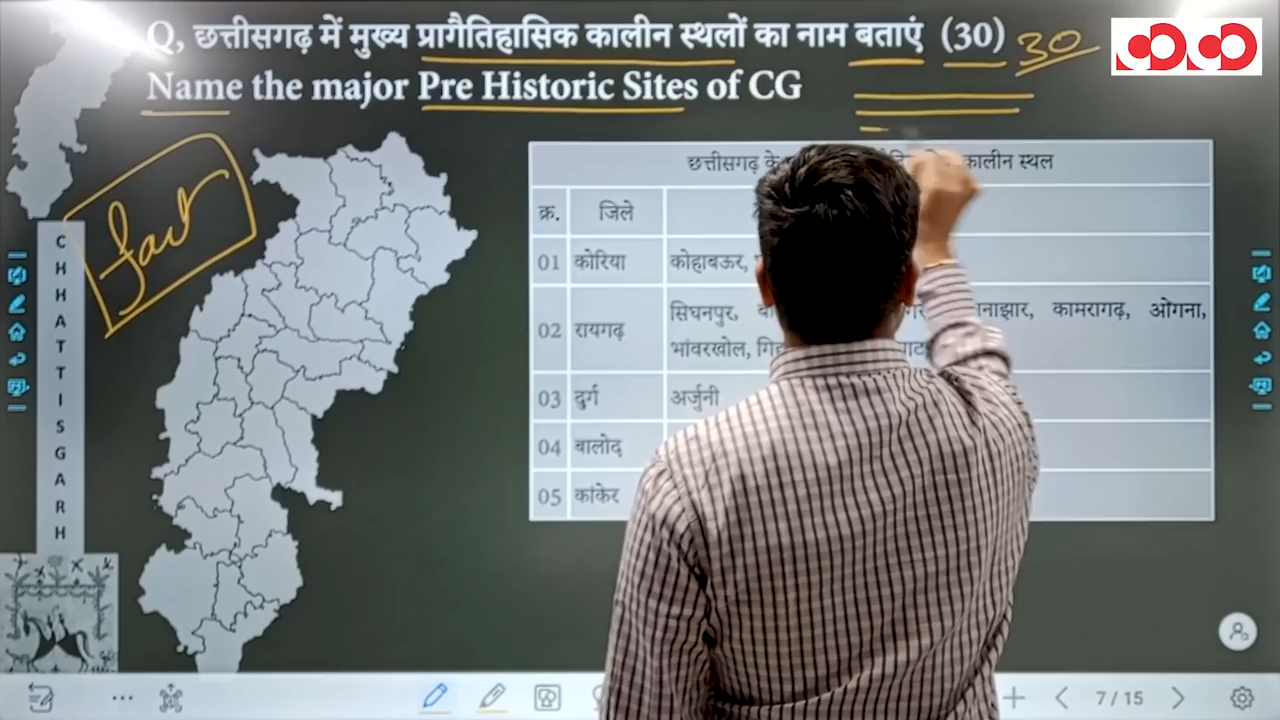 Q, छत्तीसगढ़ में मुख्य प्रागैतिहासिक कालीन स्थलों का नाम बताएं (30) 30
Name the major Pre Historic Sites of CG
fact
CHHATTISGARH
छत्तीसगढ़ के कालीन स्थल
क्र. जिले
01 कोरिया कोहाबऊर,
02 रायगढ़ सिघनपुर, कामरागढ़, ओंगना,
भांवरखोल,
03 दुर्ग अर्जुनी
04 बालोद
05 कांकेर
7/15